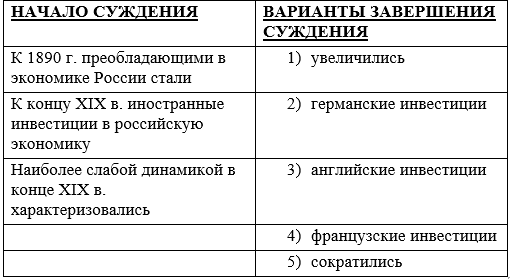 НАЧАЛО СУЖДЕНИЯ
ВАРИАНТЫ ЗАВЕРШЕНИЯ
СУЖДЕНИЯ
К 1890 г. преобладающими в
экономике России стали
1) увеличились
К концу XIX в. иностранные
инвестиции в российскую
экономику
2) германские инвестиции
Наиболее слабой динамикой в
конце XIX в.
характеризовались
3) английские инвестиции
4) французские инвестиции
5) сократились